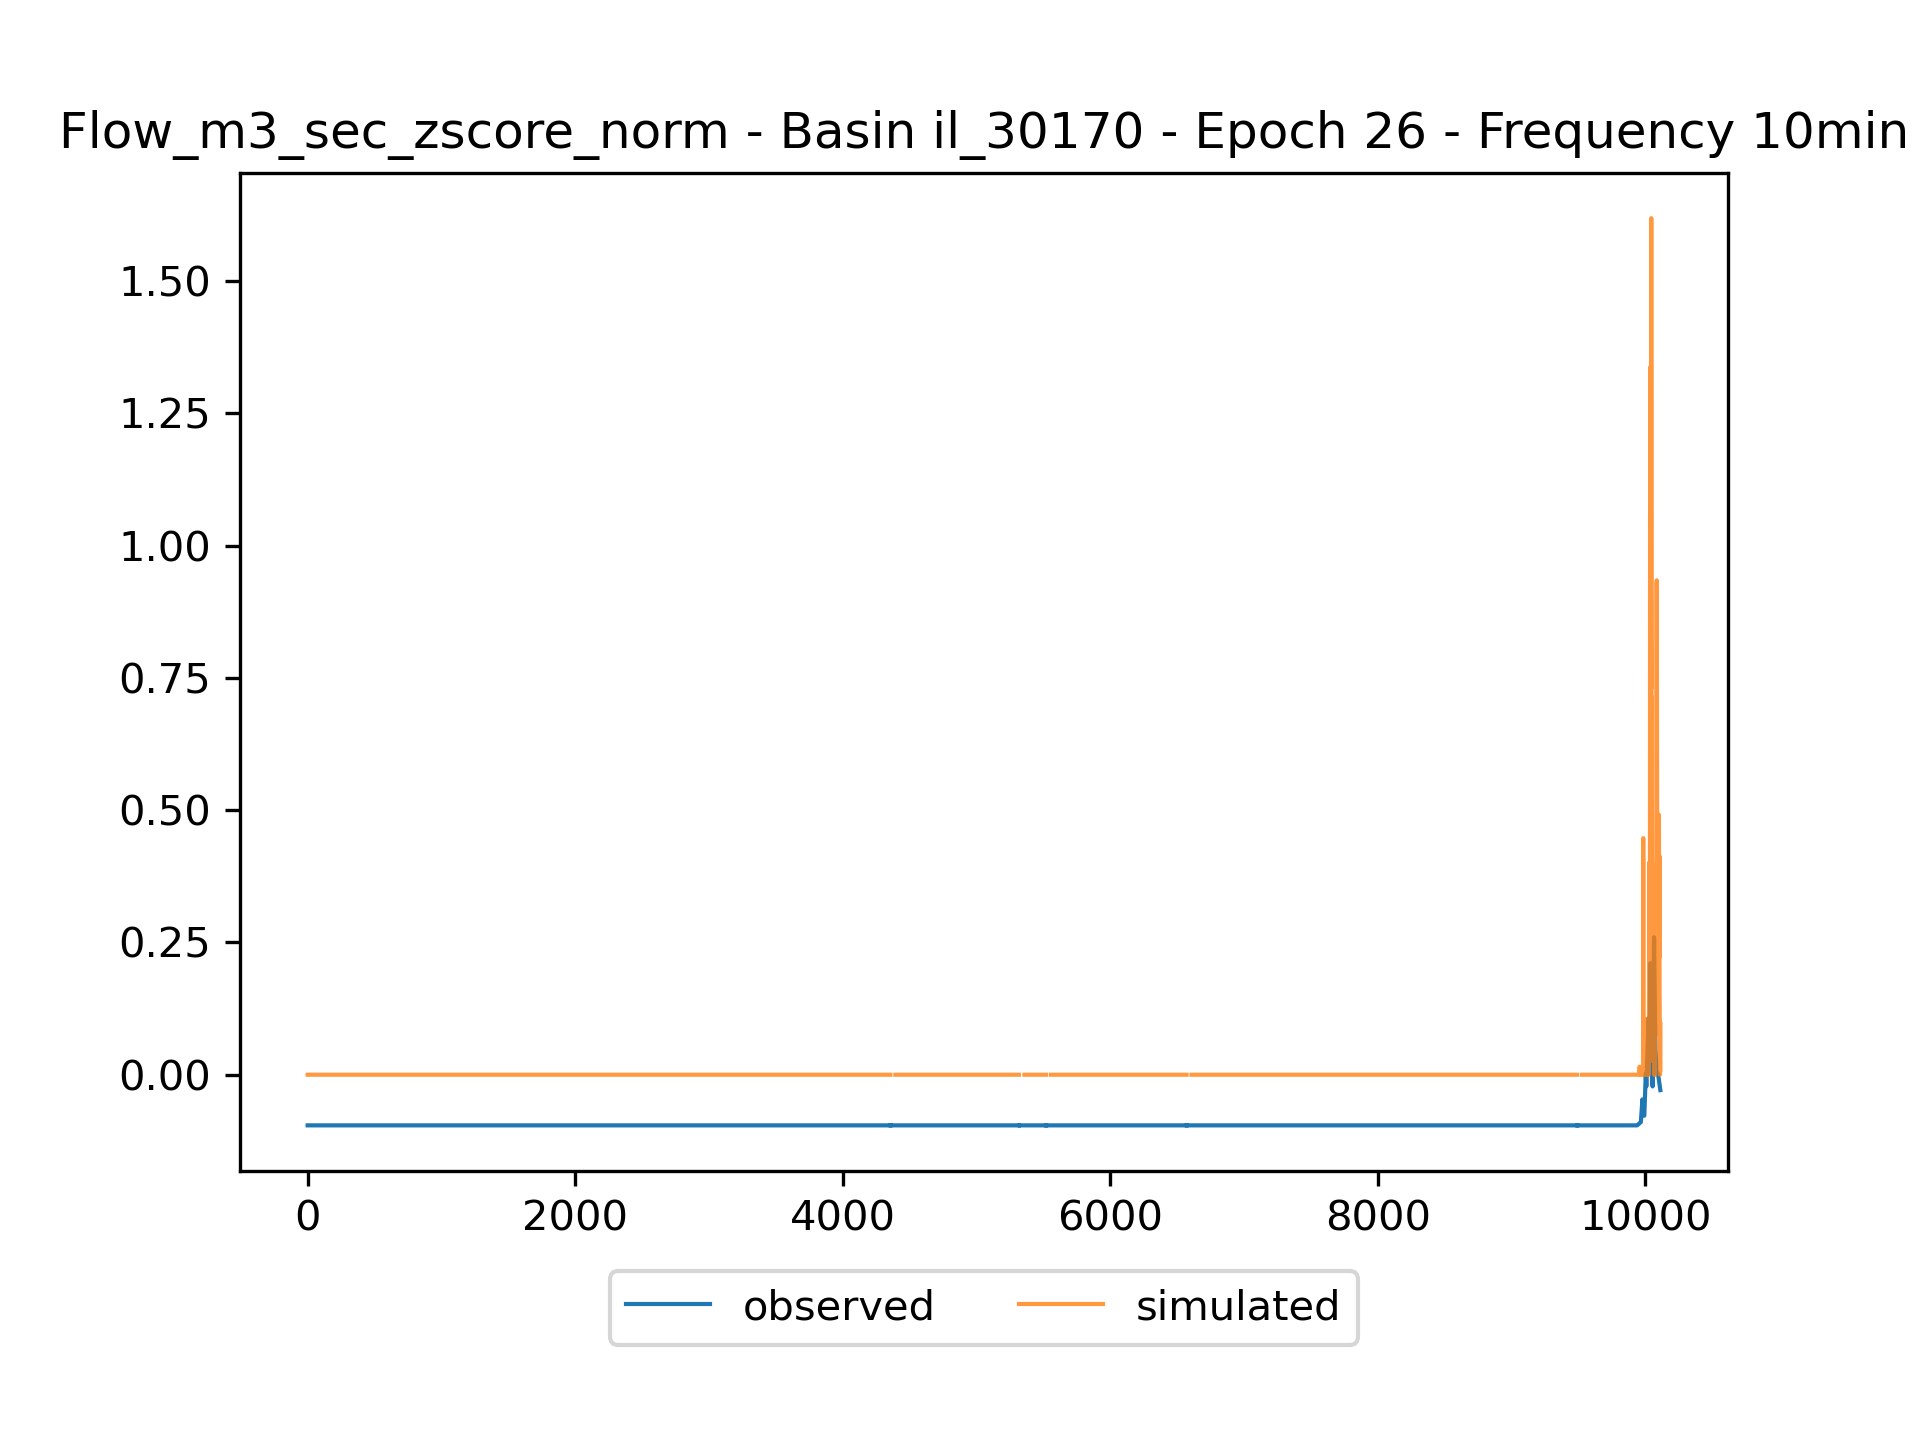 Flow_m3_sec_zscore_norm - Basin il_30170 - Epoch 26 - Frequency 10min
1.50
1.25
1.00
0.75
0.50
0.25
0.00
0 2000 4000 6000 8000 10000
observed simulated